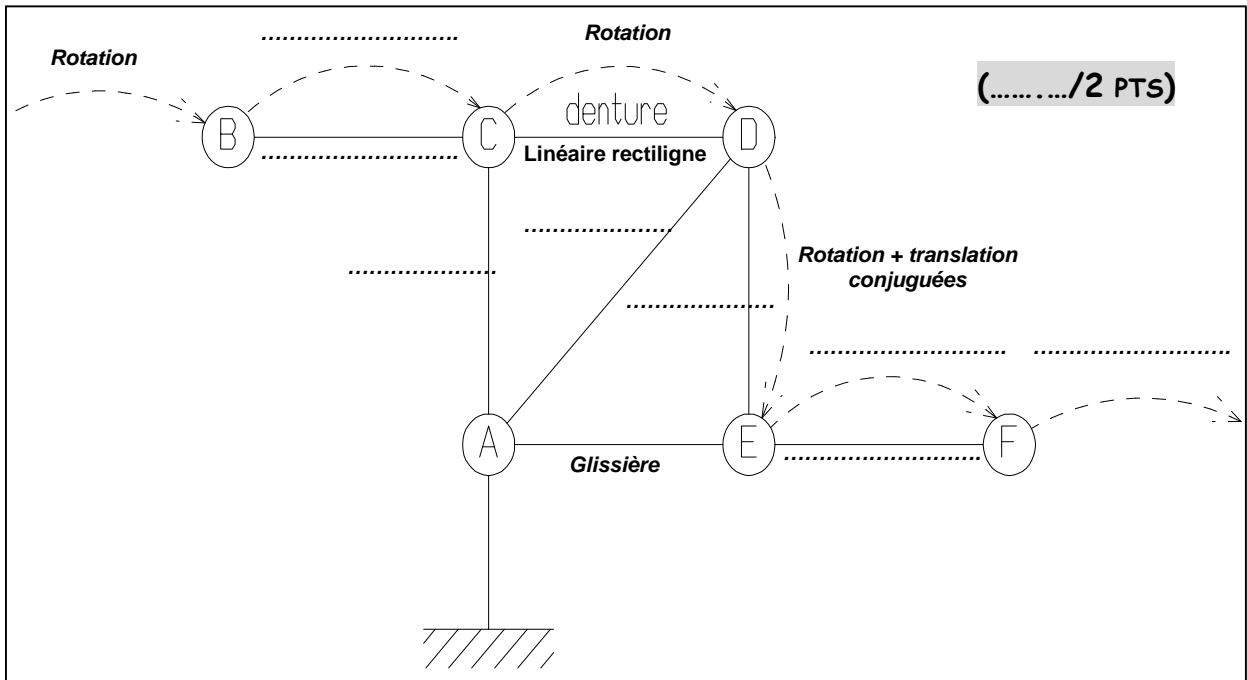 ...........................
Rotation
Rotation
(…….…/2 PTS)
B
C
denture
D
...........................
Linéaire rectiligne
.....................
.....................
Rotation + translation
conjuguées
.....................
...........................
...........................
A
E
F
Glissière
...........................